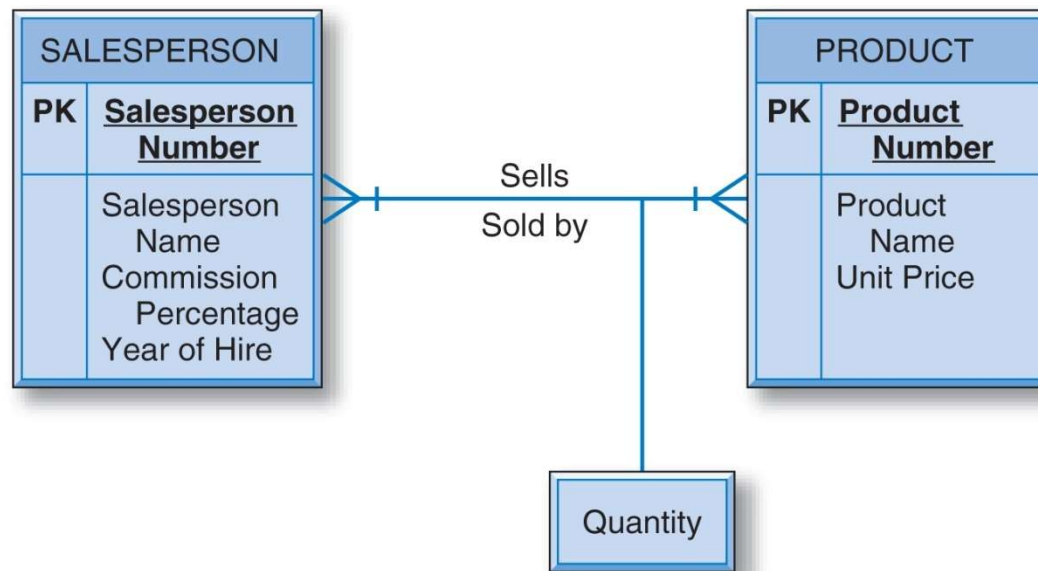 SALESPERSON
PK
Salesperson
Number
Salesperson
Name
Commission
Percentage
Year of Hire
Sells
Sold by
PRODUCT
PK
Product
Number
Product
Name
Unit Price
Quantity